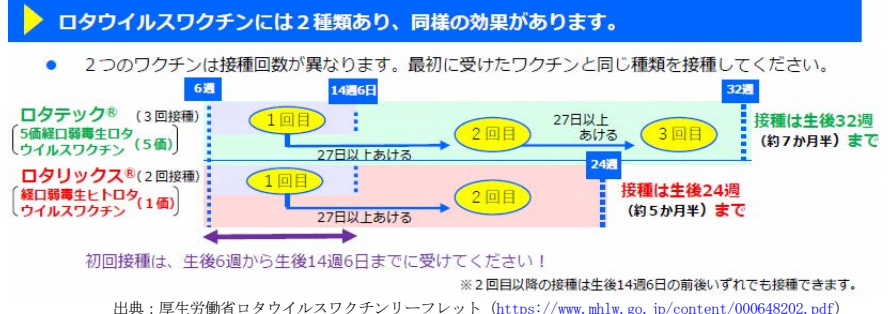 ロタウイルスワクチンには２種類あり、同様の効果があります。
● ２つのワクチンは接種回数が異なります。最初に受けたワクチンと同じ種類を接種してください。
6週
14週6日
32週
ロタテック®（３回接種）
5価経口弱毒生ロタ
ウイルスワクチン（５価）
１回目
27日以上あける
２回目
27日以上
あける
３回目
接種は生後32週
（約７か月半）まで
ロタリックス®（２回接種）
経口弱毒生ヒトロタ
ウイルスワクチン（１価）
１回目
27日以上あける
２回目
24週
接種は生後24週
（約５か月半）まで
初回接種は、生後6週から生後14週6日までに受けてください！
※２回目以降の接種は生後14週6日の前後いずれでも接種できます。
出典：厚生労働省ロタウイルスワクチンリーフレット（https://www.mhlw.go.jp/content/000648202.pdf）